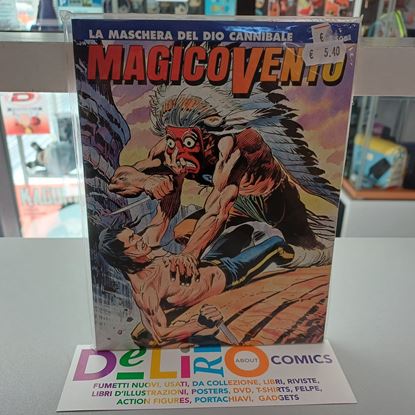 LA MASCHERA DEL DIO CANNIBALE
MAGICO VENTO
€
€ 5,40
DeLiRiO ABOUT COMICS
FUMETTI NUOVI, USATI, DA COLLEZIONE, LIBRI, RIVISTE,
LIBRI D'ILLUSTRAZIONI, POSTERS, DVD, T-SHIRTS, FELPE,
ACTION FIGURES, PORTACHIAVI, GADGETS